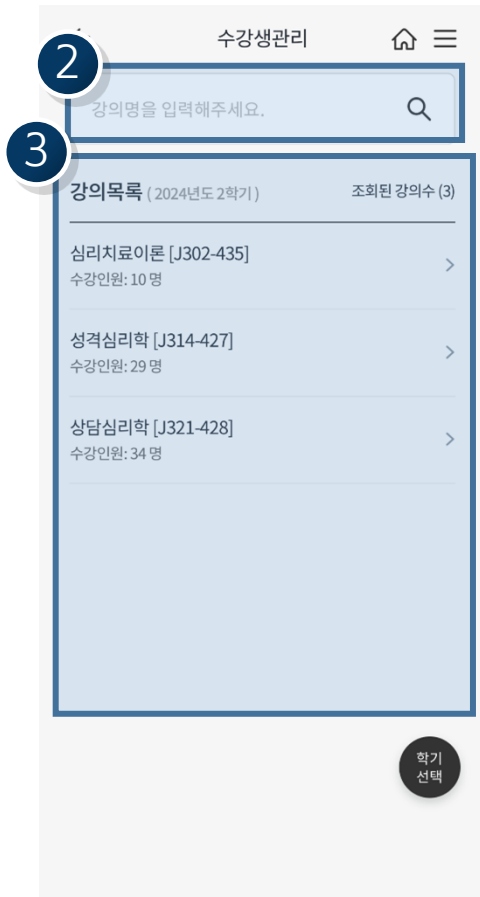 수강생관리
2
강의명을 입력해주세요.
3
강의목록 ( 2024년도 2학기 ) 조회된 강의수 (3)
심리치료이론 [J302-435]
수강인원: 10 명
성격심리학 [J314-427]
수강인원: 29 명
상담심리학 [J321-428]
수강인원: 34 명
학기
선택